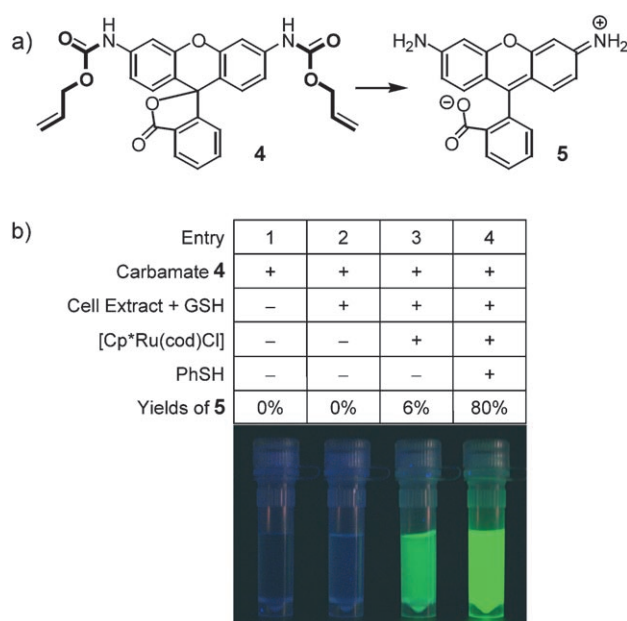 a)
H
N
O
O
O
H
N
O
O
O
O
4
H2N
O
⊕
NH2
⊖
O
O
5
b)
Entry 1 2 3 4
Carbamate 4 + + + +
Cell Extract + GSH – + + +
[Cp*Ru(cod)Cl] – – + +
PhSH – – – +
Yields of 5 0% 0% 6% 80%